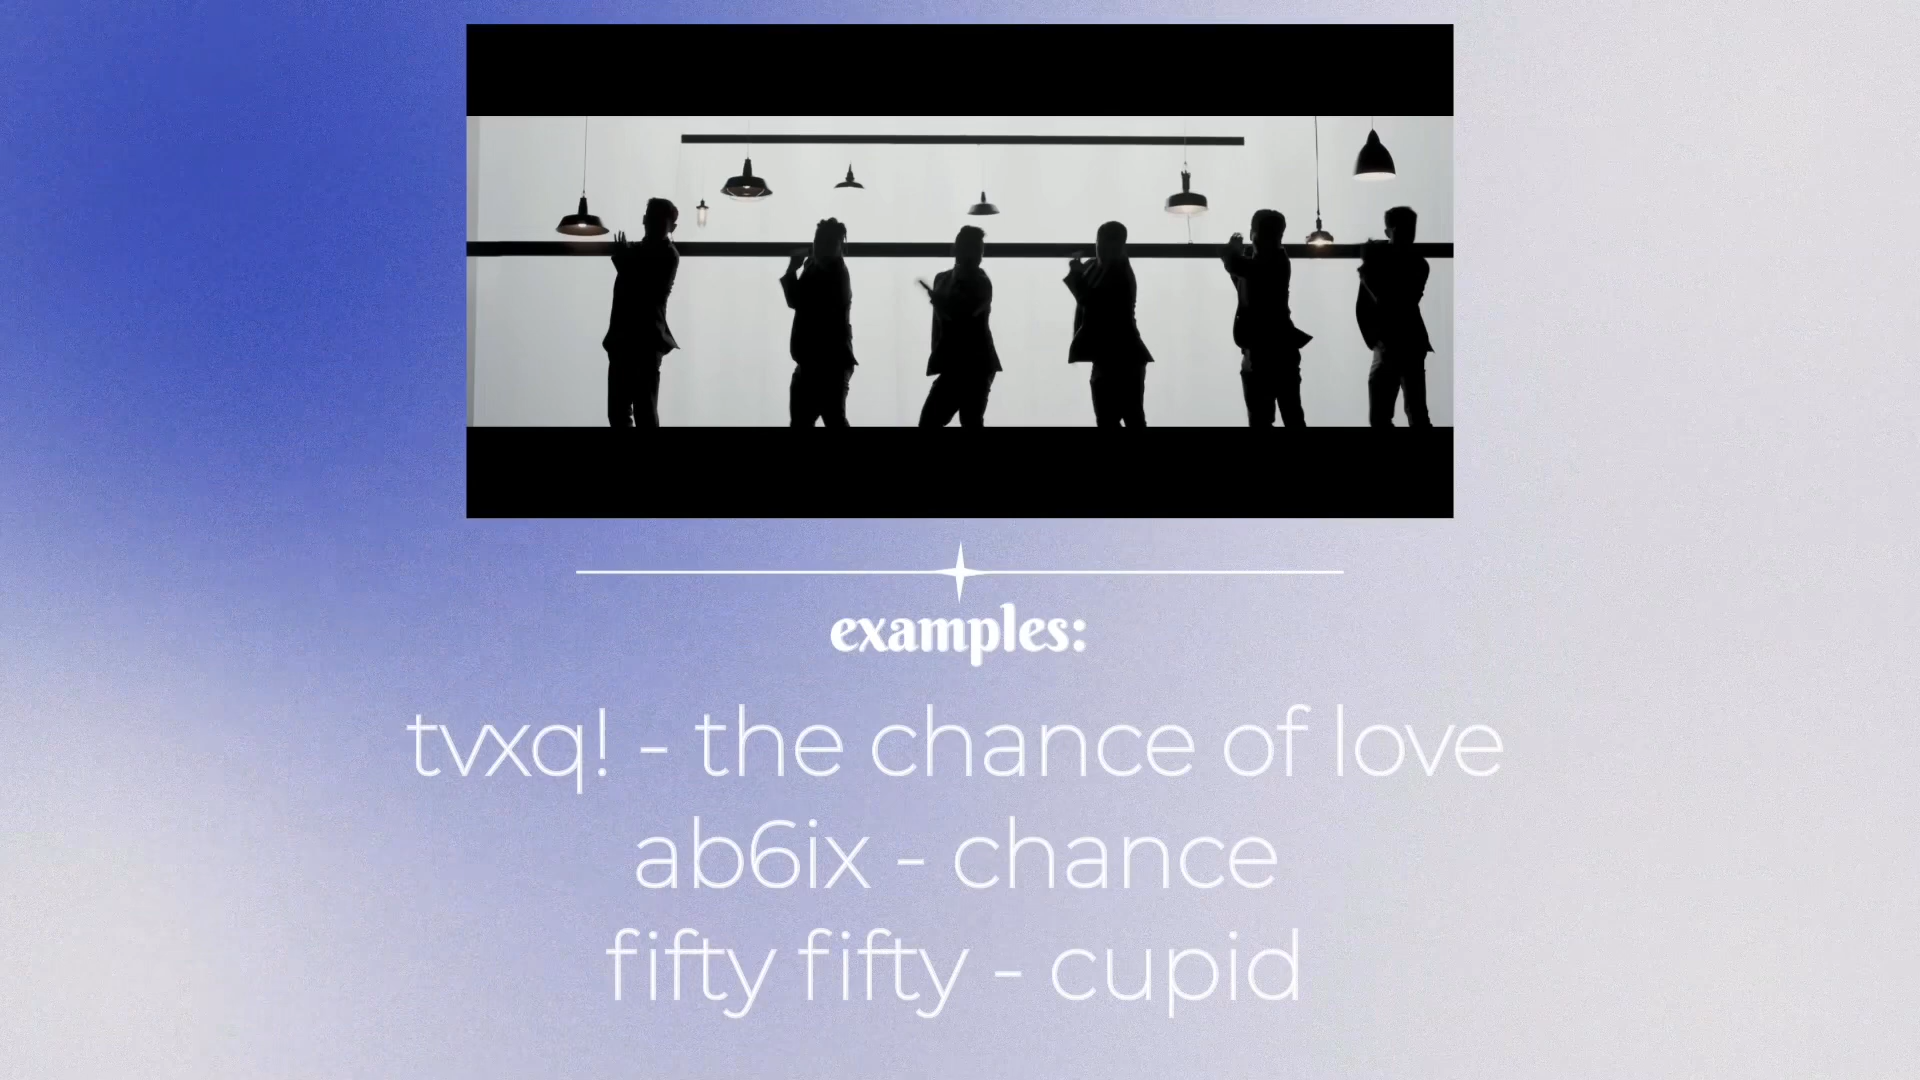 examples:
tvxq! - the chance of love
ab6ix - chance
fifty fifty - cupid